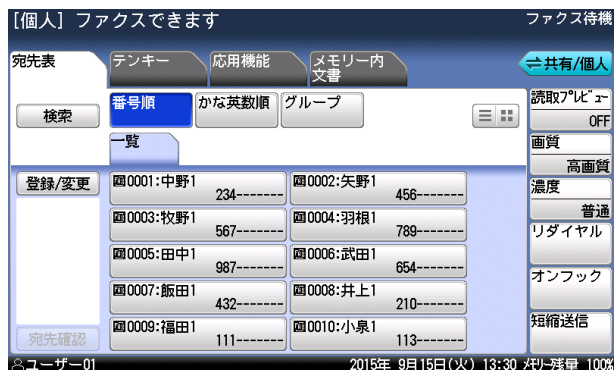 [個人] ファクスできます
ファクス待機
宛先表
テンキー
応用機能
メモリー内
文書
共有/個人
検索
番号順
かな英数順
グループ
一覧
読取プレビュー
OFF
画質
高画質
濃度
普通
リダイヤル
オンフック
短縮送信
登録/変更
0001:中野1
234-------
0002:矢野1
456-------
0003:牧野1
567-------
0004:羽根1
789-------
0005:田中1
987-------
0006:武田1
654-------
0007:飯田1
432-------
0008:井上1
210-------
0009:福田1
111-------
0010:小泉1
113-------
宛先確認
ユーザー01
2015年 9月15日(火) 13:30 メモリー残量 100%